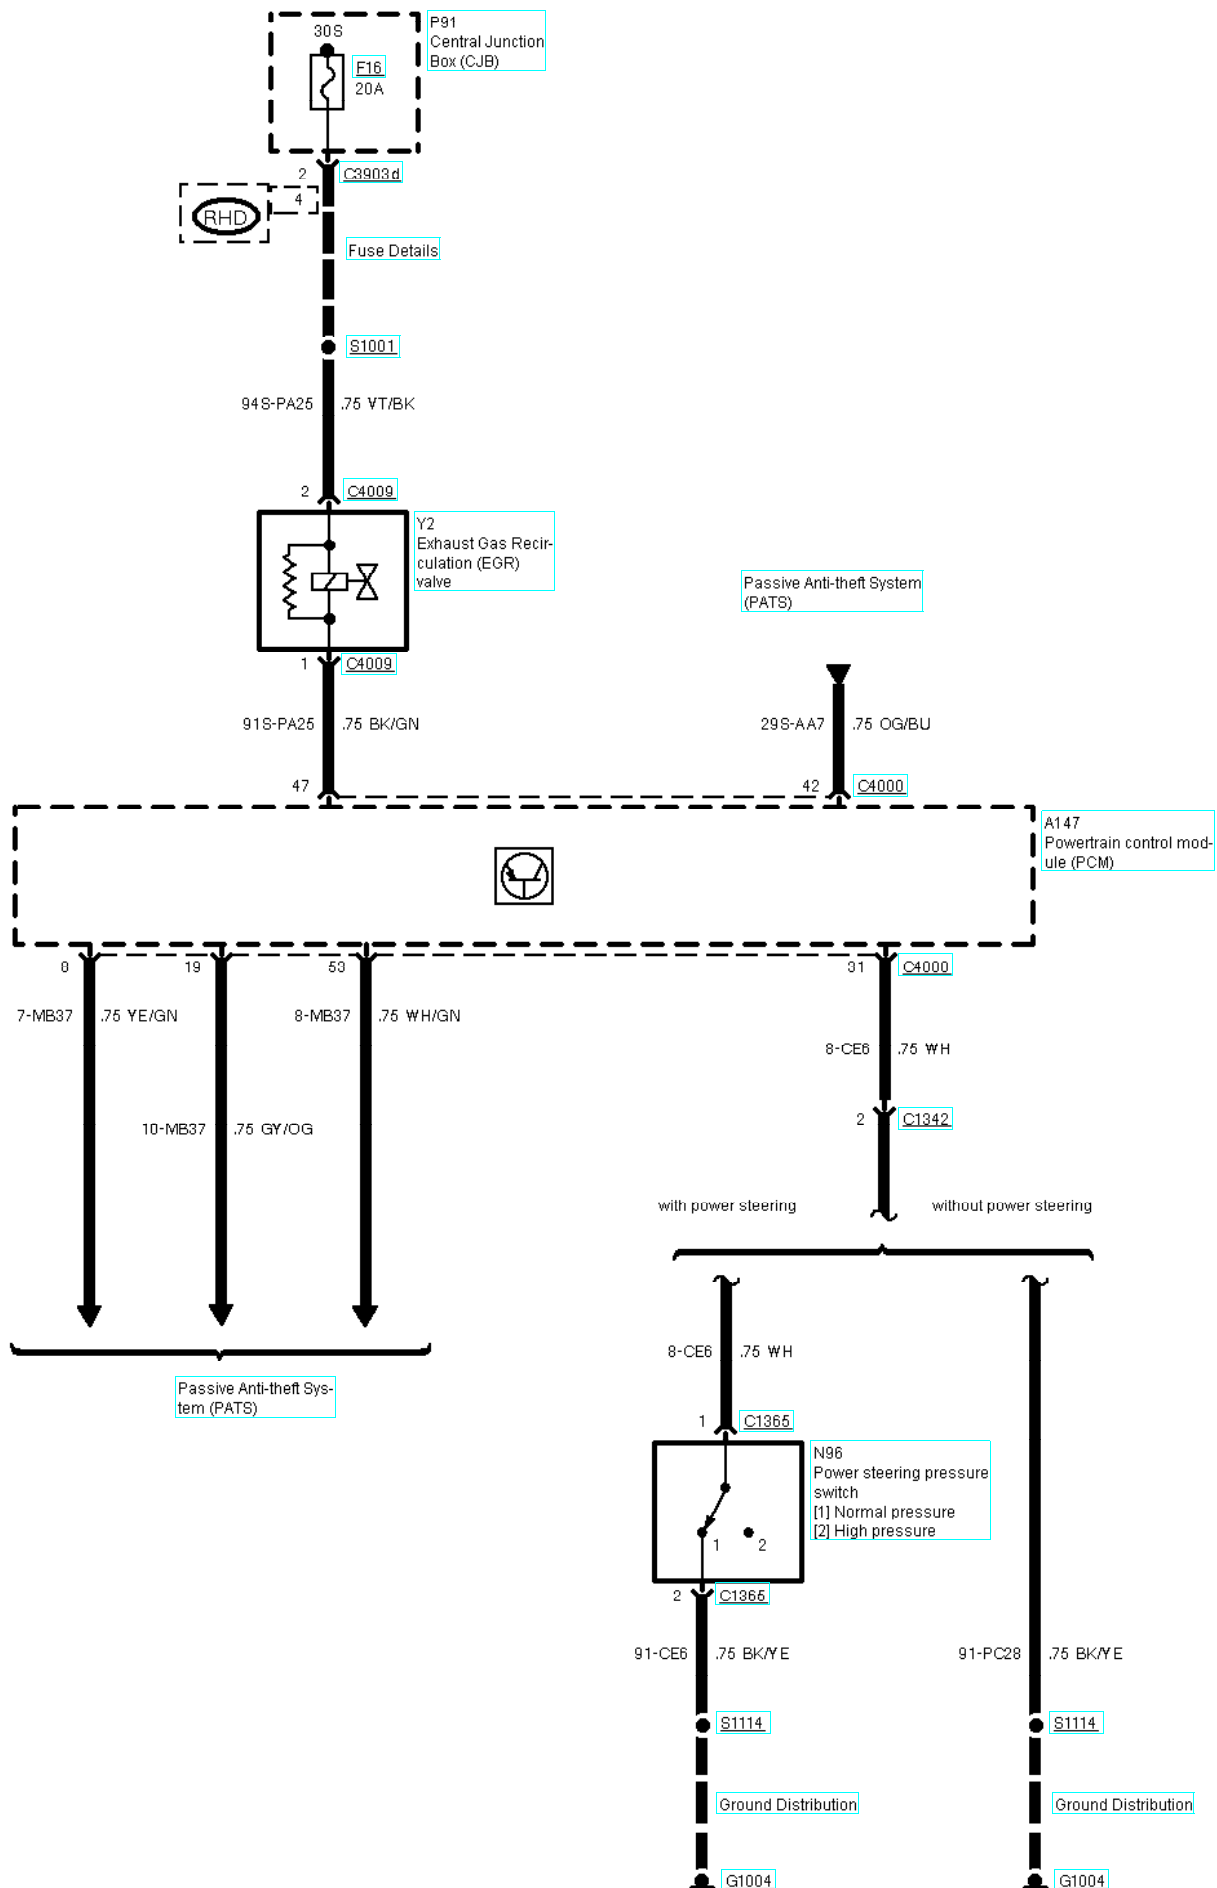 30S
F16
20A
P91
Central Junction
Box (CJB)
2
C3903d
4
RHD
Fuse Details
S1001
94S-PA25
.75 VT/BK
2
C4009
Y2
Exhaust Gas Recir-
culation (EGR)
valve
Passive Anti-theft System
(PATS)
1
C4009
91S-PA25
.75 BK/GN
29S-AA7
.75 OG/BU
47
42
C4000
A147
Powertrain control mod-
ule (PCM)
19
53
31
C4000
7-MB37
.75 YE/GN
8-MB37
.75 WH/GN
8-CE6
.75 WH
10-MB37
.75 GY/OG
2
C1342
with power steering
without power steering
8-CE6
.75 WH
Passive Anti-theft Sys-
tem (PATS)
1
C1365
N96
Power steering pressure
switch
[1] Normal pressure
[2] High pressure
1
2
2
C1365
91-CE6
.75 BK/YE
91-PC28
.75 BK/YE
S1114
S1114
Ground Distribution
Ground Distribution
G1004
G1004